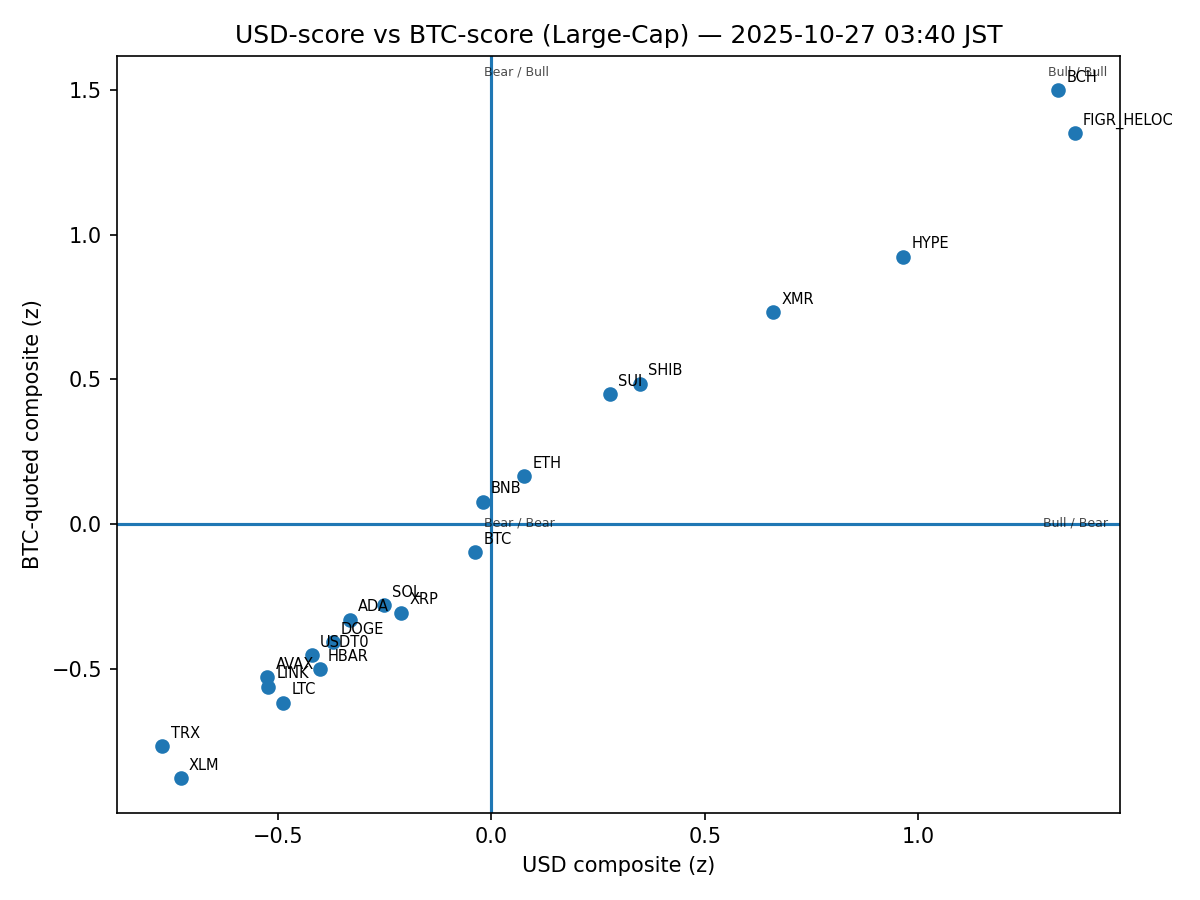 USD-score vs BTC-score (Large-Cap) — 2025-10-27 03:40 JST
Bear / Bull
Bull / Bull
BCH
FIGR_HELOC
HYPE
XMR
SHIB
SUI
ETH
BNB
Bear / Bear
Bull / Bear
BTC
SOL
XRP
ADA
DOGE
USDT0
HBAR
AVAX
LINK
LTC
TRX
XLM
1.5
1.0
0.5
0.0
−0.5
BTC-quoted composite (z)
−0.5
0.0
0.5
1.0
USD composite (z)